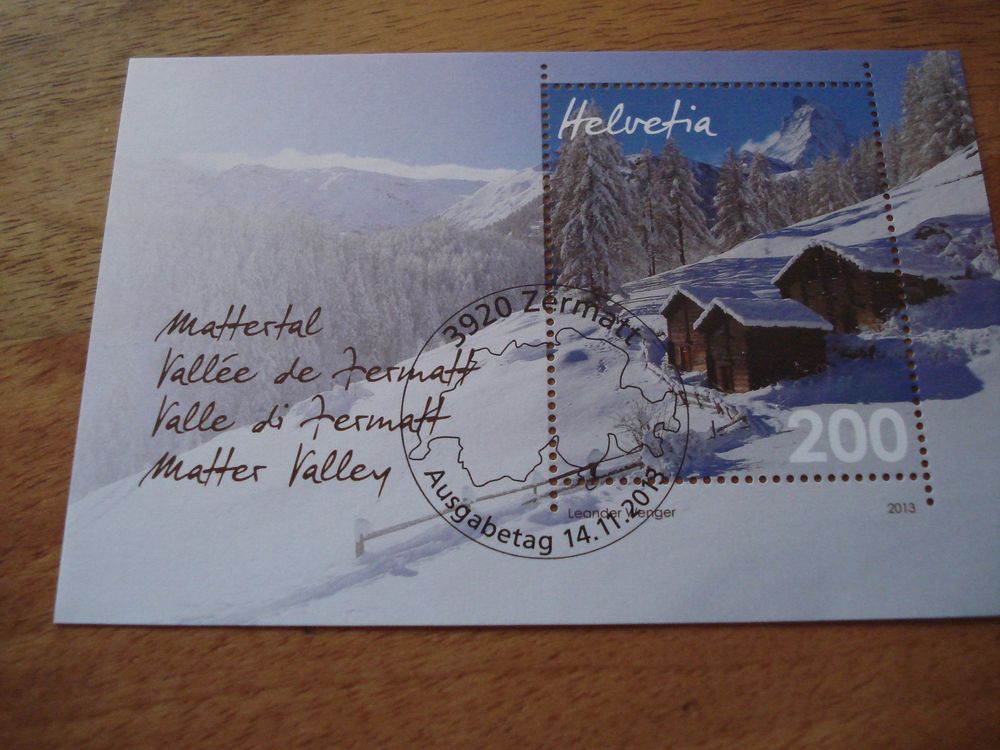 Helvetia
Mattertal
Vallée de Zermatt
Valle di Zermatt
Matter Valley
3920 Zermatt
Ausgabetag 14.11.2013
200
Leander Wenger
2013